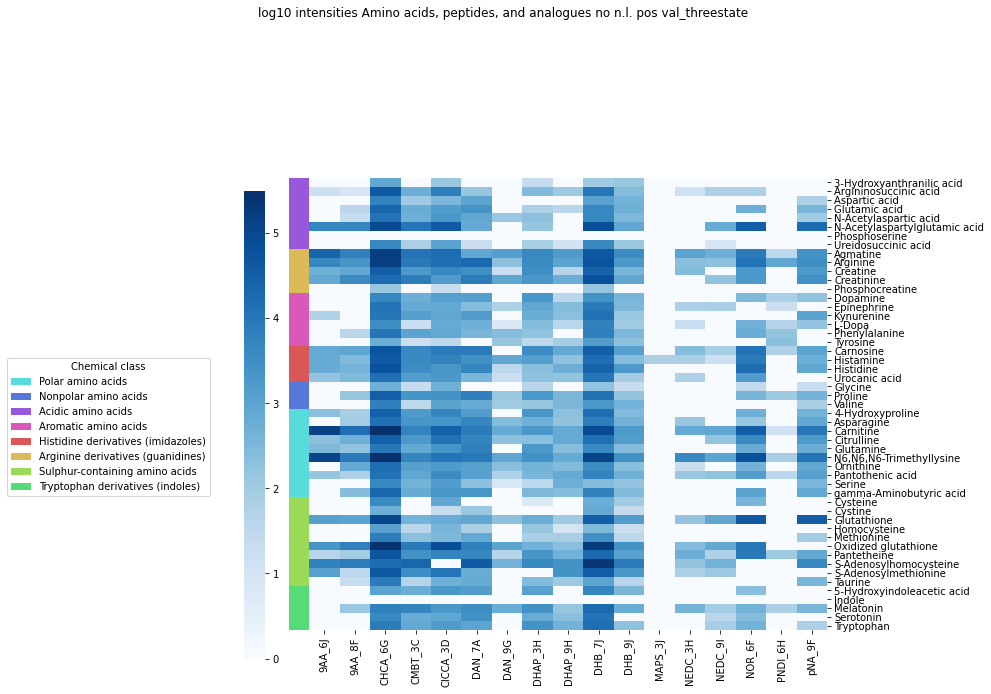 log10 intensities Amino acids, peptides, and analogues no n.l. pos val_threestate
Chemical class
Polar amino acids
Nonpolar amino acids
Acidic amino acids
Aromatic amino acids
Histidine derivatives (imidazoles)
Arginine derivatives (guanidines)
Sulphur-containing amino acids
Tryptophan derivatives (indoles)
5
4
3
2
1
0
3-Hydroxyanthranilic acid
Argininosuccinic acid
Aspartic acid
Glutamic acid
N-Acetylaspartic acid
N-Acetylaspartylglutamic acid
Phosphoserine
Ureidosuccinic acid
Agmatine
Arginine
Creatine
Creatinine
Phosphocreatine
Dopamine
Epinephrine
Kynurenine
L-Dopa
Phenylalanine
Tyrosine
Carnosine
Histamine
Histidine
Urocanic acid
Glycine
Proline
Valine
4-Hydroxyproline
Asparagine
Carnitine
Citrulline
Glutamine
N6,N6,N6-Trimethyllysine
Ornithine
Pantothenic acid
Serine
gamma-Aminobutyric acid
Cysteine
Cystine
Glutathione
Homocysteine
Methionine
Oxidized glutathione
Pantetheine
S-Adenosylhomocysteine
S-Adenosylmethionine
Taurine
5-Hydroxyindoleacetic acid
Indole
Melatonin
Serotonin
Tryptophan
9AA_6J
9AA_8F
CHCA_6G
CMBT_3C
ClCCA_3D
DAN_7A
DAN_9G
DHAP_3H
DHAP_9H
DHB_7J
DHB_9J
MAPS_3J
NEDC_3H
NEDC_9I
NOR_6F
PNDI_6H
pNA_9F